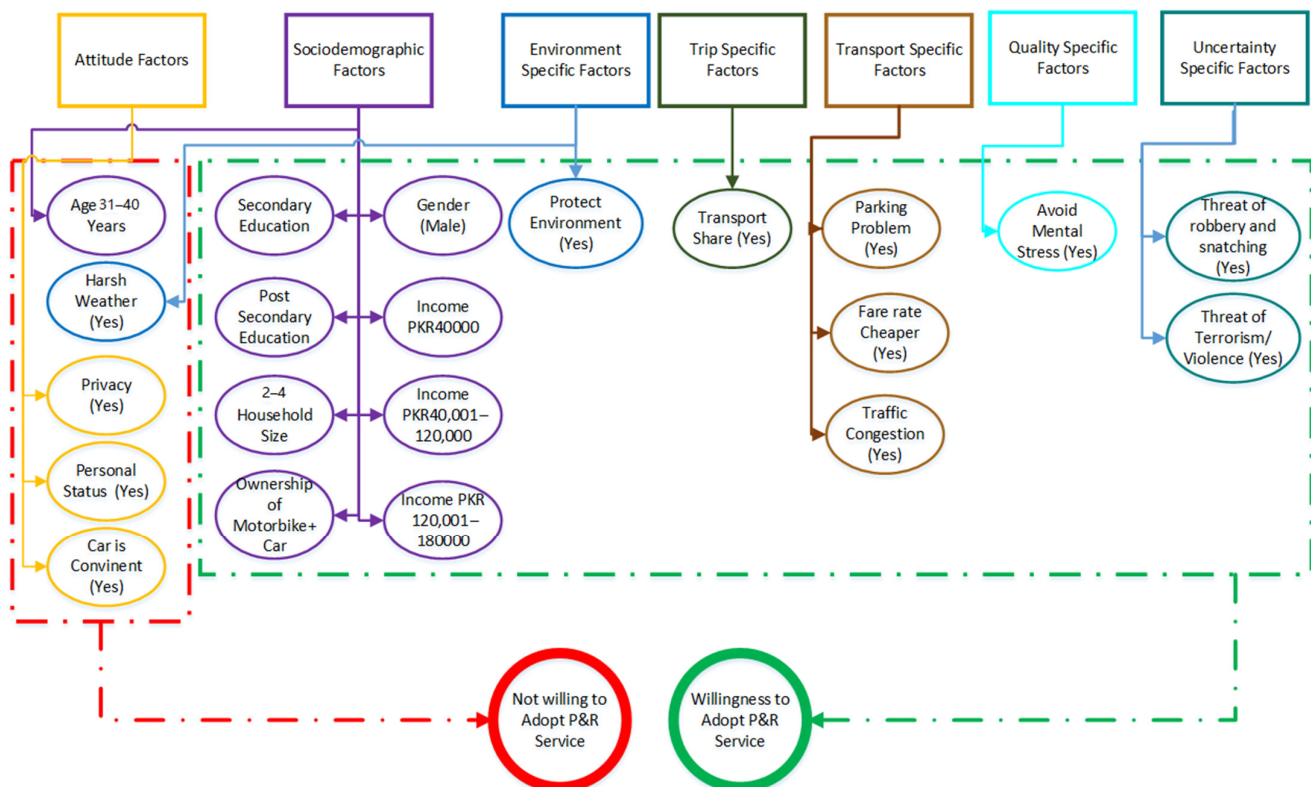 Attitude Factors
Sociodemographic
Factors
Environment
Specific Factors
Trip Specific
Factors
Transport Specific
Factors
Quality Specific
Factors
Uncertainty
Specific Factors
Age 31–40
Years
Harsh
Weather
(Yes)
Privacy
(Yes)
Personal
Status (Yes)
Car is
Convinent
(Yes)
Secondary
Education
Post
Secondary
Education
2–4
Household
Size
Ownership
of
Motorbike+
Car
Gender
(Male)
Income
PKR40000
Income
PKR40,001–
120,000
Income PKR
120,001–
180000
Protect
Environment
(Yes)
Transport
Share (Yes)
Parking
Problem
(Yes)
Fare rate
Cheaper
(Yes)
Traffic
Congestion
(Yes)
Avoid
Mental
Stress (Yes)
Threat of
robbery and
snatching
(Yes)
Threat of
Terrorism/
Violence (Yes)
Not willing to
Adopt P&R
Service
Willingness to
Adopt P&R
Service